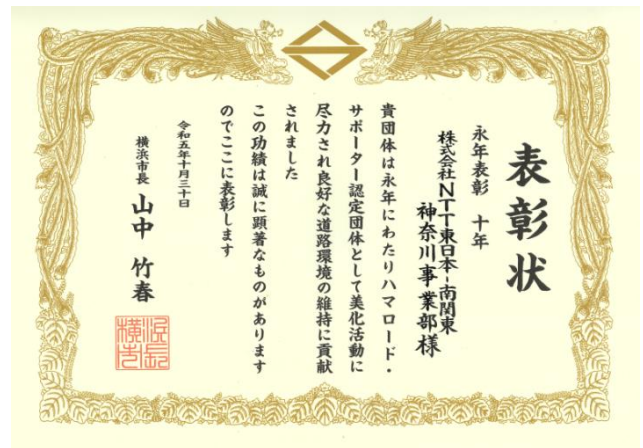 表彰状
永年表彰 十年
株式会社NTT東日本-南関東
神奈川事業部様
貴団体は永年にわたりハマロード・
サポーター認定団体として美化活動に
尽力され良好な道路環境の維持に貢献
されました
この功績は誠に顕著なものがあります
のでここに表彰します
令和五年十月三十日
横浜市長 山中 竹春